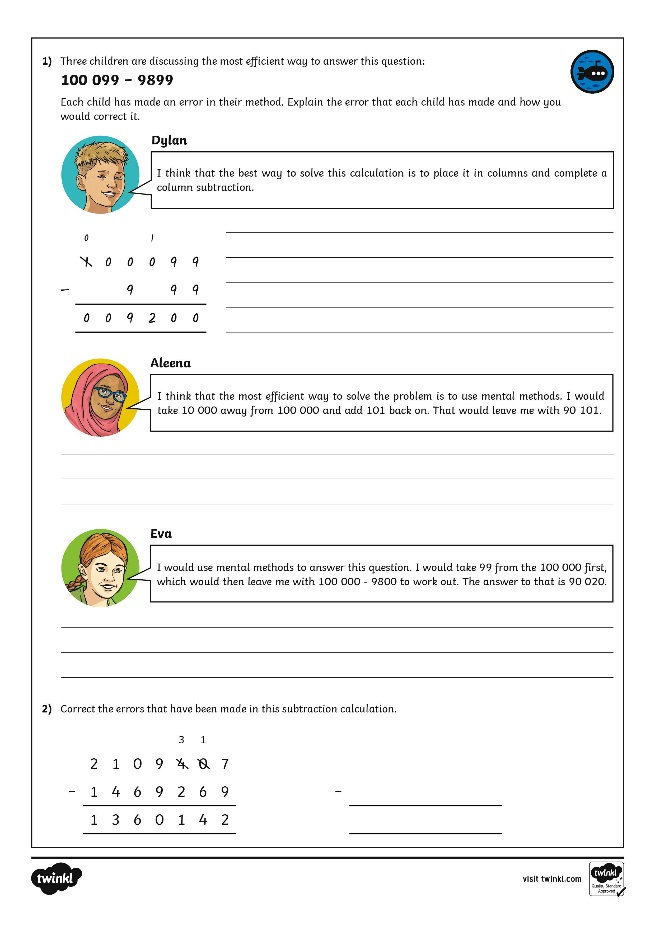 1) Three children are discussing the most efficient way to answer this question:
100 099 – 9899
Each child has made an error in their method. Explain the error that each child has made and how you
would correct it.
Dylan
I think that the best way to solve this calculation is to place it in columns and complete a
column subtraction.
0 1
1 0 0 0 9 9
– 9 9 9
0 0 9 2 0 0
Aleena
I think that the most efficient way to solve the problem is to use mental methods. I would
take 10 000 away from 100 000 and add 101 back on. That would leave me with 90 101.
Eva
I would use mental methods to answer this question. I would take 99 from the 100 000 first,
which would then leave me with 100 000 - 9800 to work out. The answer to that is 90 020.
2) Correct the errors that have been made in this subtraction calculation.
3 1
2 1 0 9 4 0 7
– 1 4 6 9 2 6 9
1 3 6 0 1 4 2
–
twinkl
visit twinkl.com
twinkl
Quality Standard
Approved